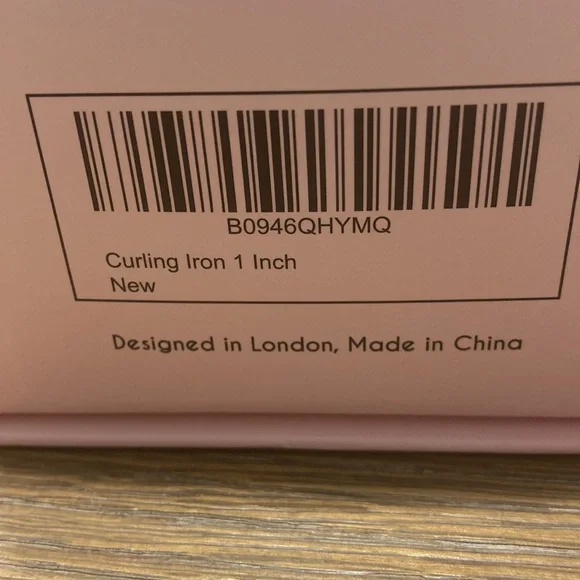 B0946QHYMQ
Curling Iron 1 Inch
New
Designed in London, Made in China